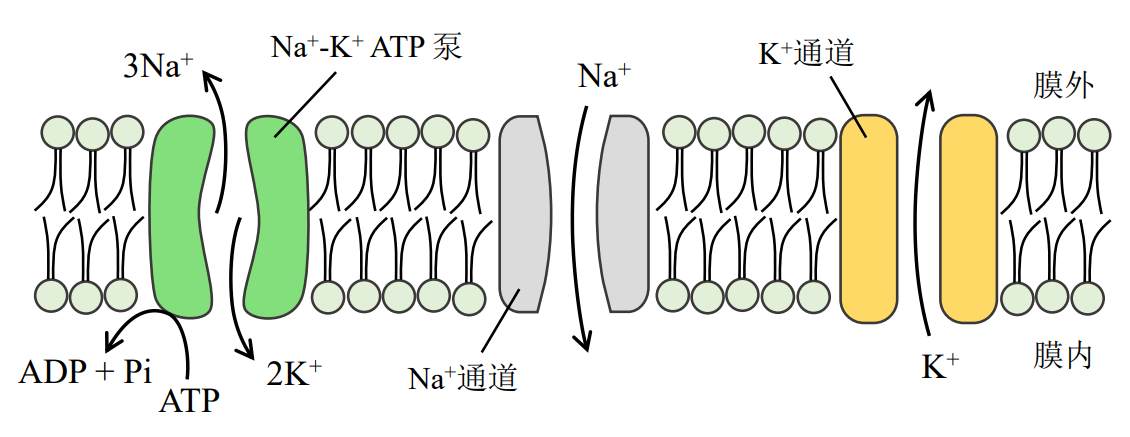 Na⁺-K⁺ ATP 泵
3Na⁺
Na⁺
K⁺通道
膜外
ADP + Pi
ATP
2K⁺
Na⁺通道
K⁺
膜内